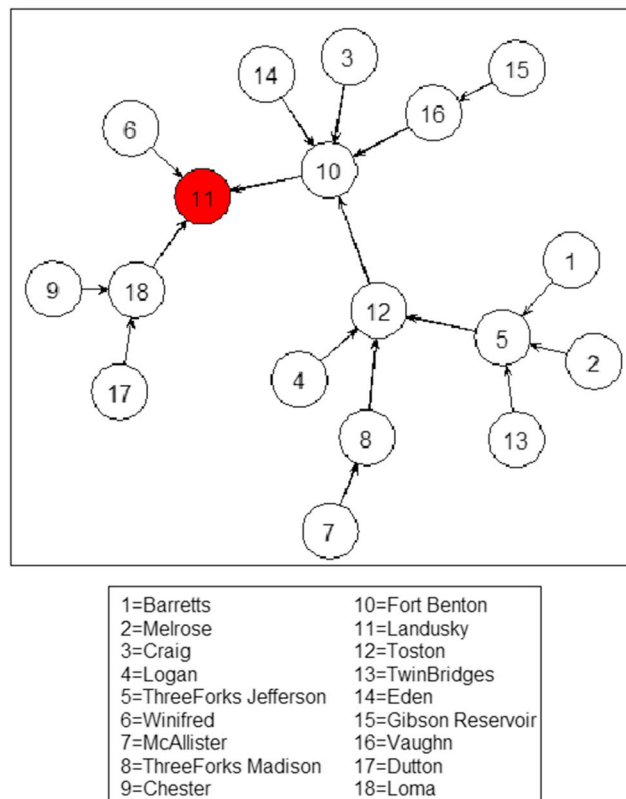 3
15
14
16
6
10
11
1
9
18
12
5
2
4
17
8
13
7
1=Barretts
2=Melrose
3=Craig
4=Logan
5=ThreeForks Jefferson
6=Winifred
7=McAllister
8=ThreeForks Madison
9=Chester
10=Fort Benton
11=Landusky
12=Toston
13=TwinBridges
14=Eden
15=Gibson Reservoir
16=Vaughn
17=Dutton
18=Loma